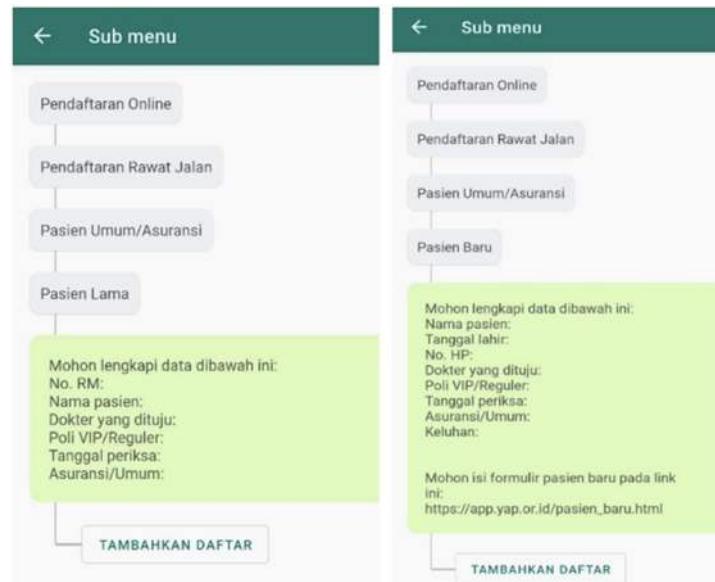 Sub menu
Pendaftaran Online
Pendaftaran Rawat Jalan
Pasien Umum/Asuransi
Pasien Lama
Mohon lengkapi data dibawah ini:
No. RM:
Nama pasien:
Dokter yang dituju:
Poli VIP/Reguler:
Tanggal periksa:
Asuransi/Umum:
TAMBAHKAN DAFTAR
Sub menu
Pendaftaran Online
Pendaftaran Rawat Jalan
Pasien Umum/Asuransi
Pasien Baru
Mohon lengkapi data dibawah ini:
Nama pasien:
Tanggal lahir:
No. HP:
Dokter yang dituju:
Poli VIP/Reguler:
Tanggal periksa:
Asuransi/Umum:
Keluhan:
Mohon isi formulir pasien baru pada link
ini:
https://app.yap.or.id/pasien_baru.html
TAMBAHKAN DAFTAR